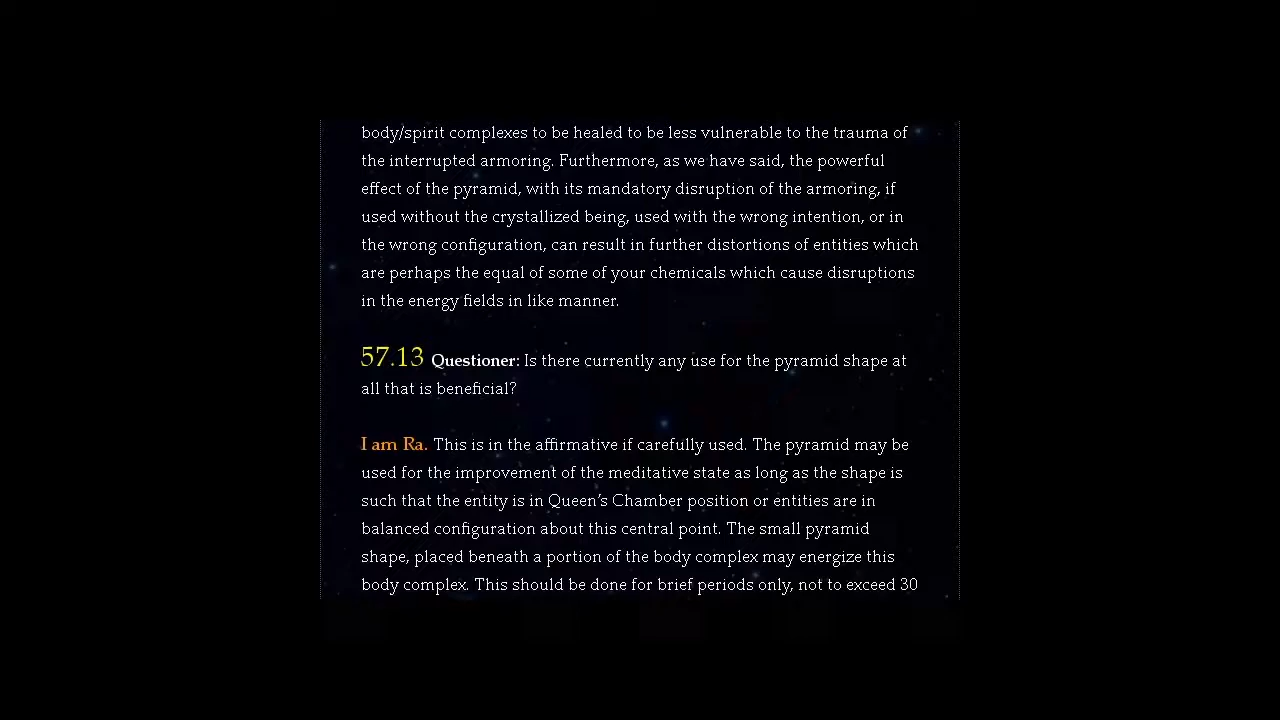 body/spirit complexes to be healed to be less vulnerable to the trauma of
the interrupted armoring. Furthermore, as we have said, the powerful
effect of the pyramid, with its mandatory disruption of the armoring, if
used without the crystallized being, used with the wrong intention, or in
the wrong configuration, can result in further distortions of entities which
are perhaps the equal of some of your chemicals which cause disruptions
in the energy fields in like manner.
57.13 Questioner: Is there currently any use for the pyramid shape at
all that is beneficial?
I am Ra. This is in the affirmative if carefully used. The pyramid may be
used for the improvement of the meditative state as long as the shape is
such that the entity is in Queen’s Chamber position or entities are in
balanced configuration about this central point. The small pyramid
shape, placed beneath a portion of the body complex may energize this
body complex. This should be done for brief periods only, not to exceed 30